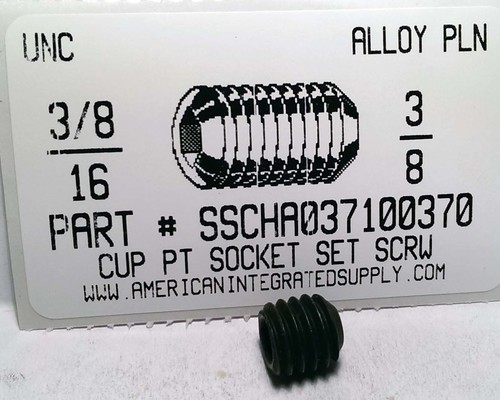 UNC ALLOY PLN
3/8 3
16 8
PART # SSCHA037100370
CUP PT SOCKET SET SCRW
WWW.AMERICANINTEGRATEDSUPPLY.COM